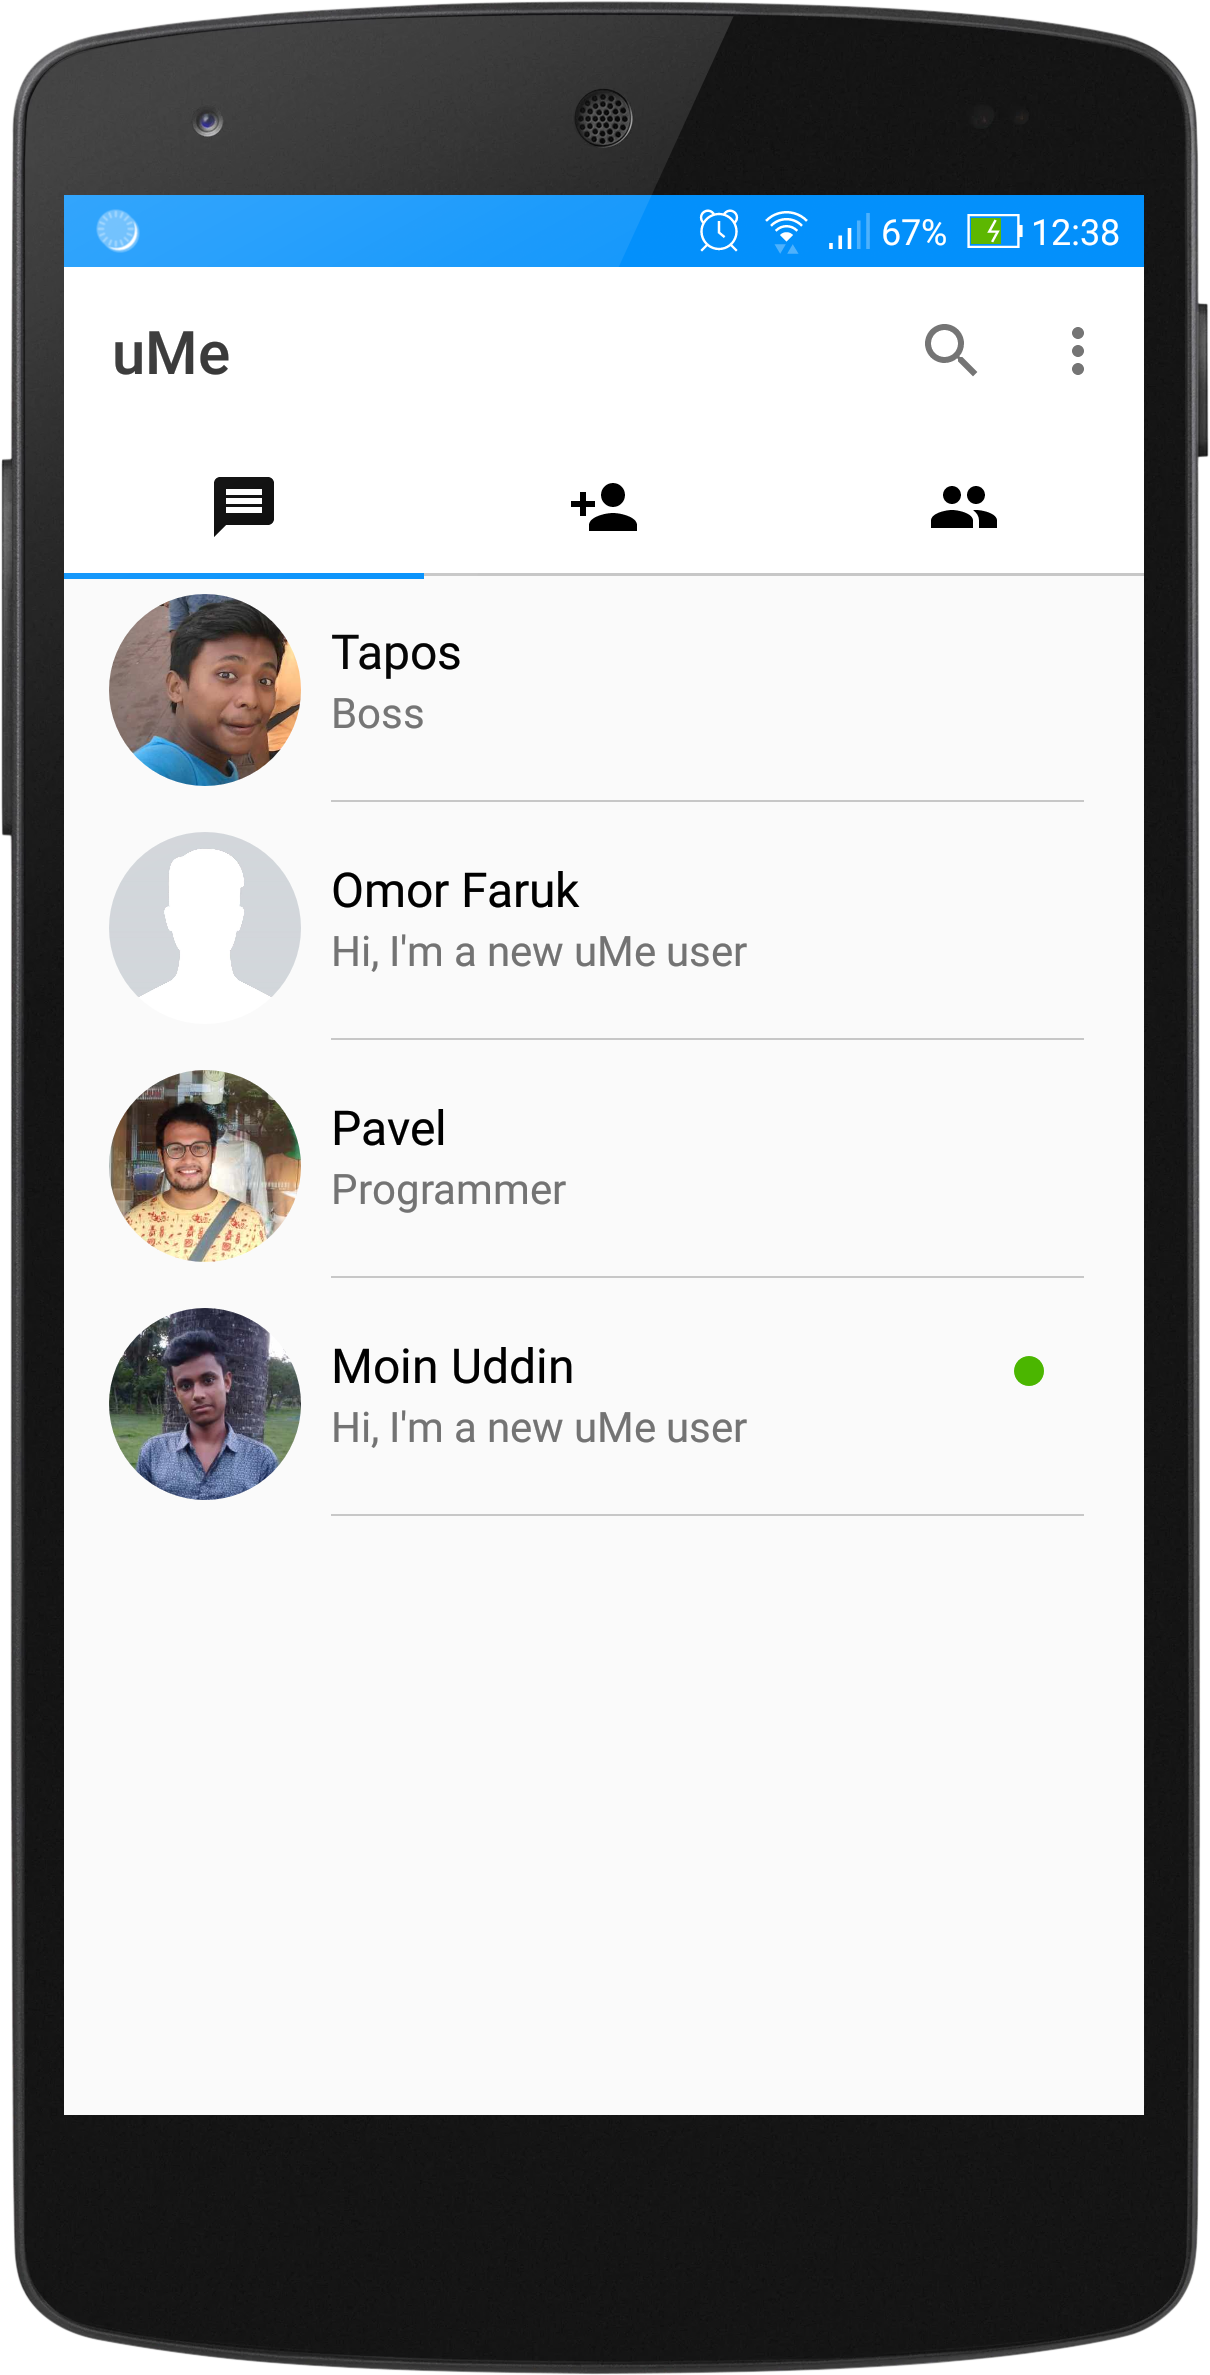 67% 12:38
uMe
Tapos
Boss
Omor Faruk
Hi, I'm a new uMe user
Pavel
Programmer
Moin Uddin
Hi, I'm a new uMe user